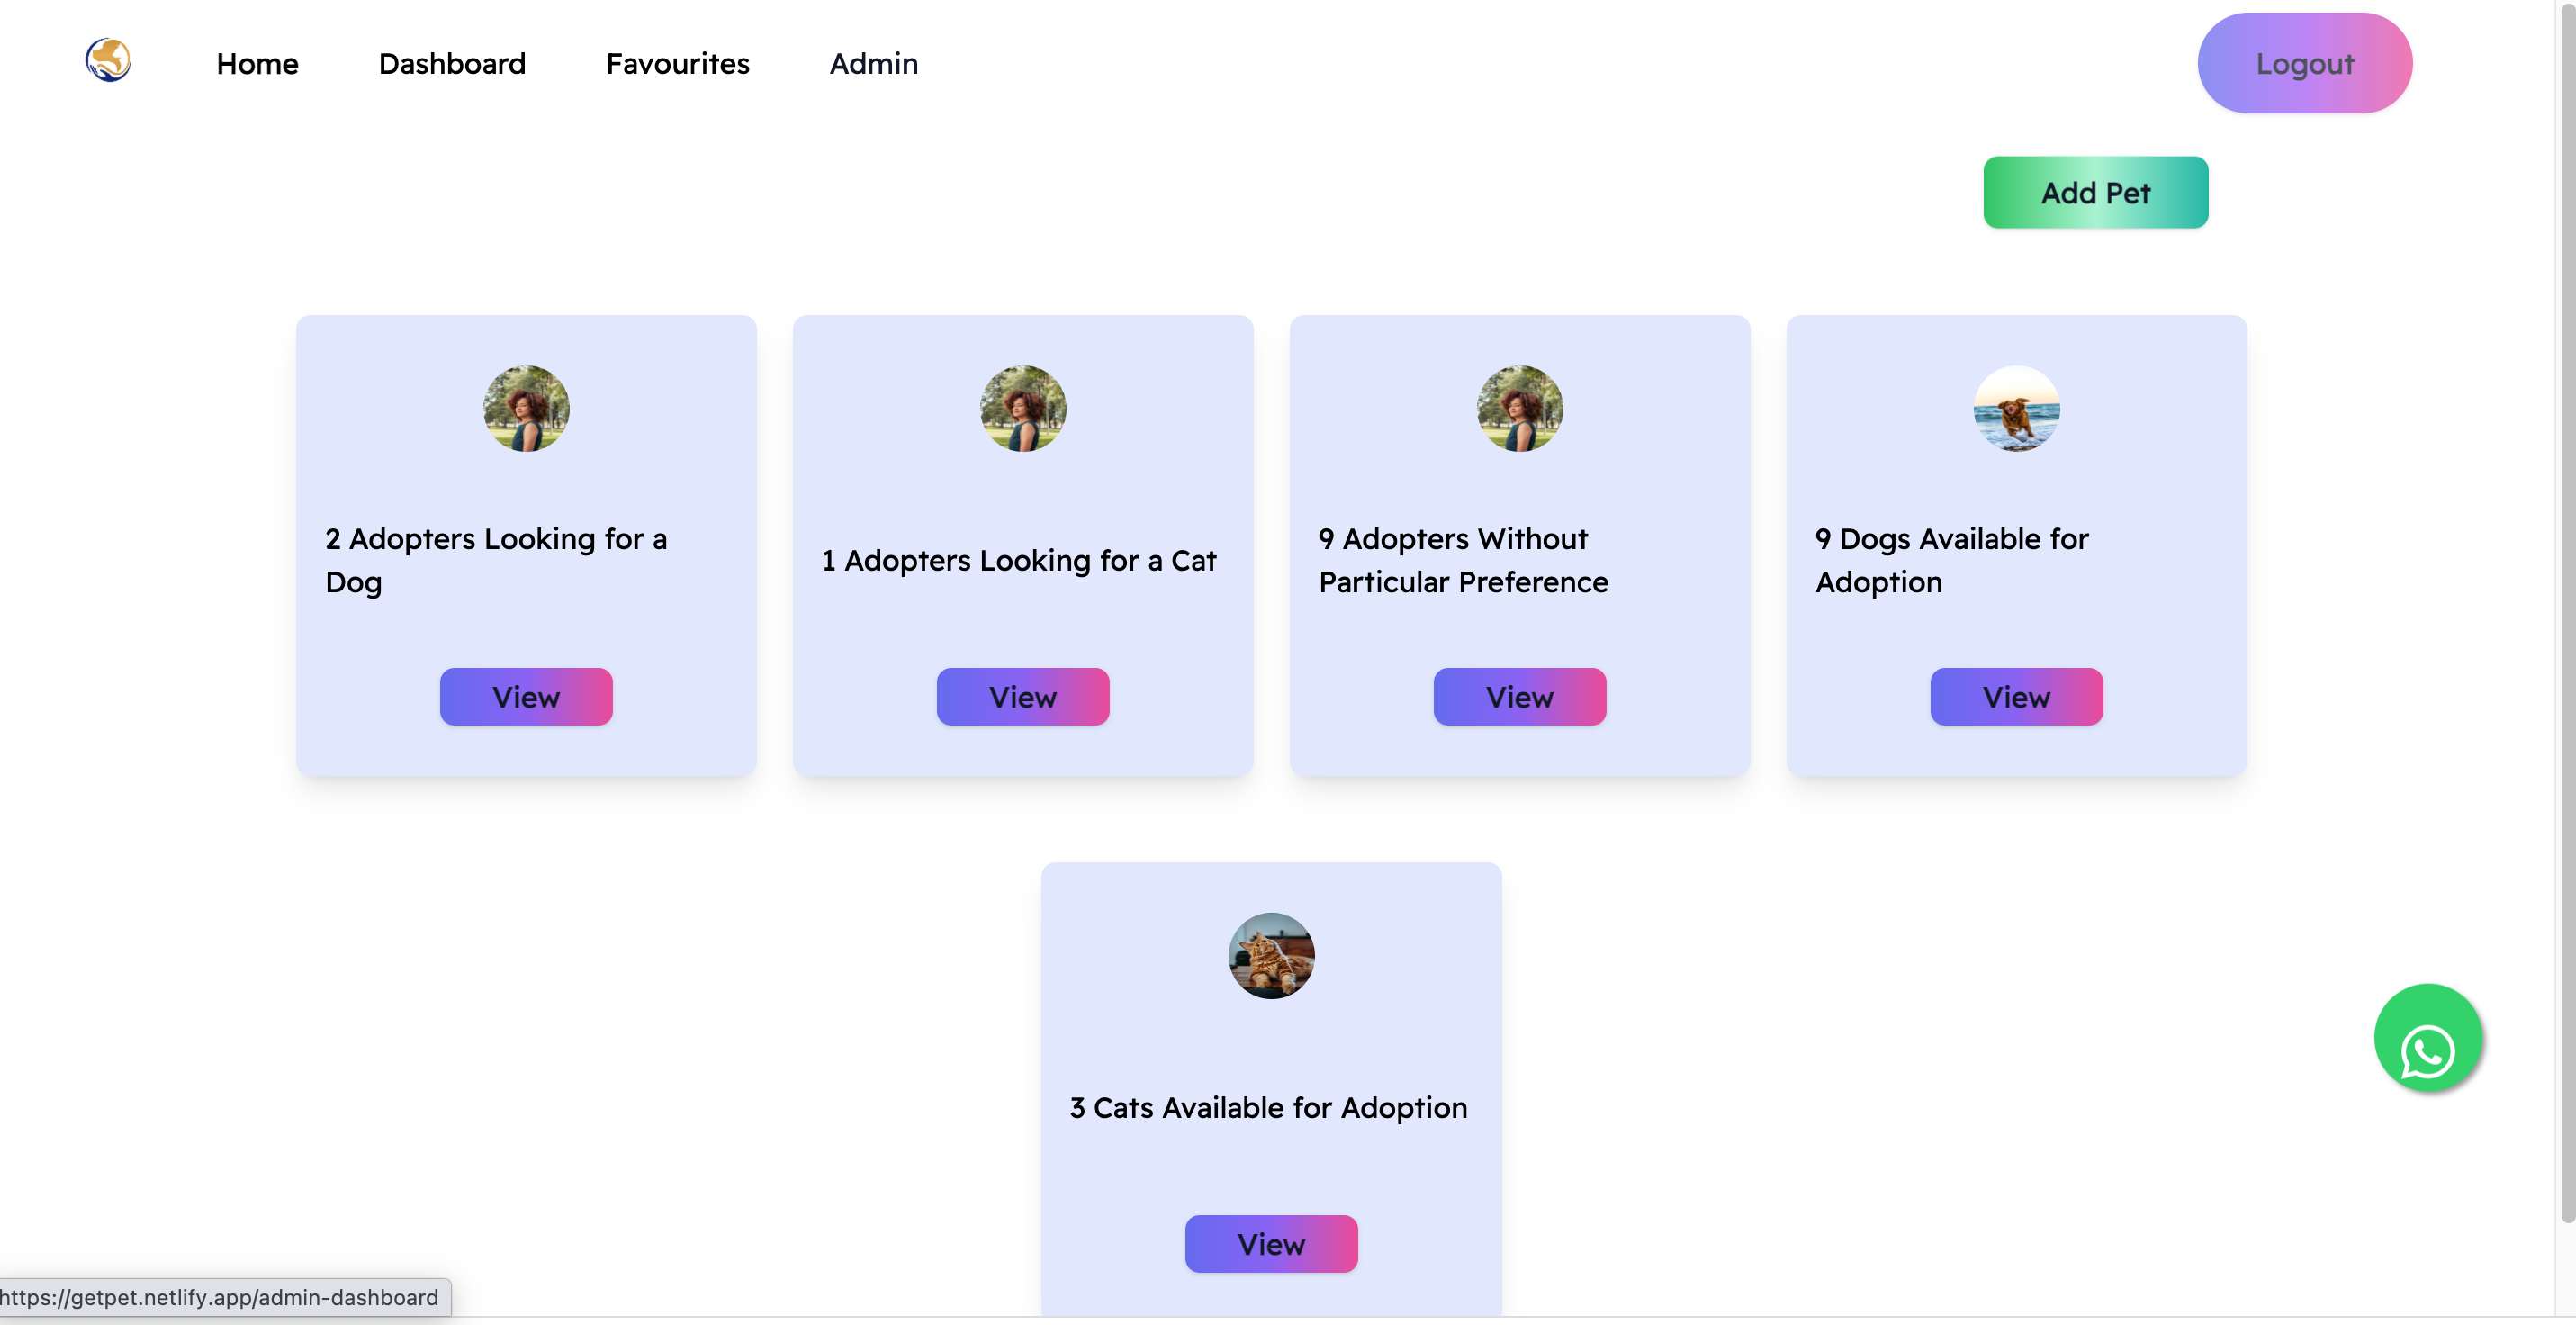 Home
Dashboard
Favourites
Admin
Logout
Add Pet
2 Adopters Looking for a
Dog
View
1 Adopters Looking for a Cat
View
9 Adopters Without
Particular Preference
View
9 Dogs Available for
Adoption
View
3 Cats Available for Adoption
View
https://getpet.netlify.app/admin-dashboard